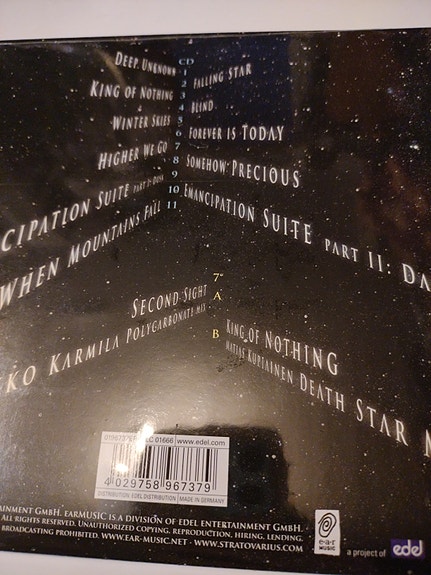 CD
DEEP UNKNOWN
1
FALLING STAR
2
KING OF NOTHING
3
BLIND
4
WINTER SKIES
5
FOREVER IS TODAY
6
HIGHER WE GO
7
SOMEHOW PRECIOUS
8
CIPATION SUITE PART I: DUSK
9
EMANCIPATION SUITE PART II: DA
10
WHEN MOUNTAINS FALL
11
7"
SECOND SIGHT
A
KO KARMILA POLYCARBONATE MIX
KING OF NOTHING
B
MATIAS KUPIAINEN DEATH STAR M
LC 01666 www.edel.com
4 029758 967379
DISTRIBUTION: EDEL DISTRIBUTION MADE IN GERMANY
AINMENT GMBH. EARMUSIC IS A DIVISION OF EDEL ENTERTAINMENT GMBH.
ALL RIGHTS RESERVED. UNAUTHORIZED COPYING, REPRODUCTION, HIRING, LENDING,
BROADCASTING PROHIBITED. WWW.EAR-MUSIC.NET - WWW.STRATOVARIUS.COM
e·a·r
MUSIC
a project of
edel